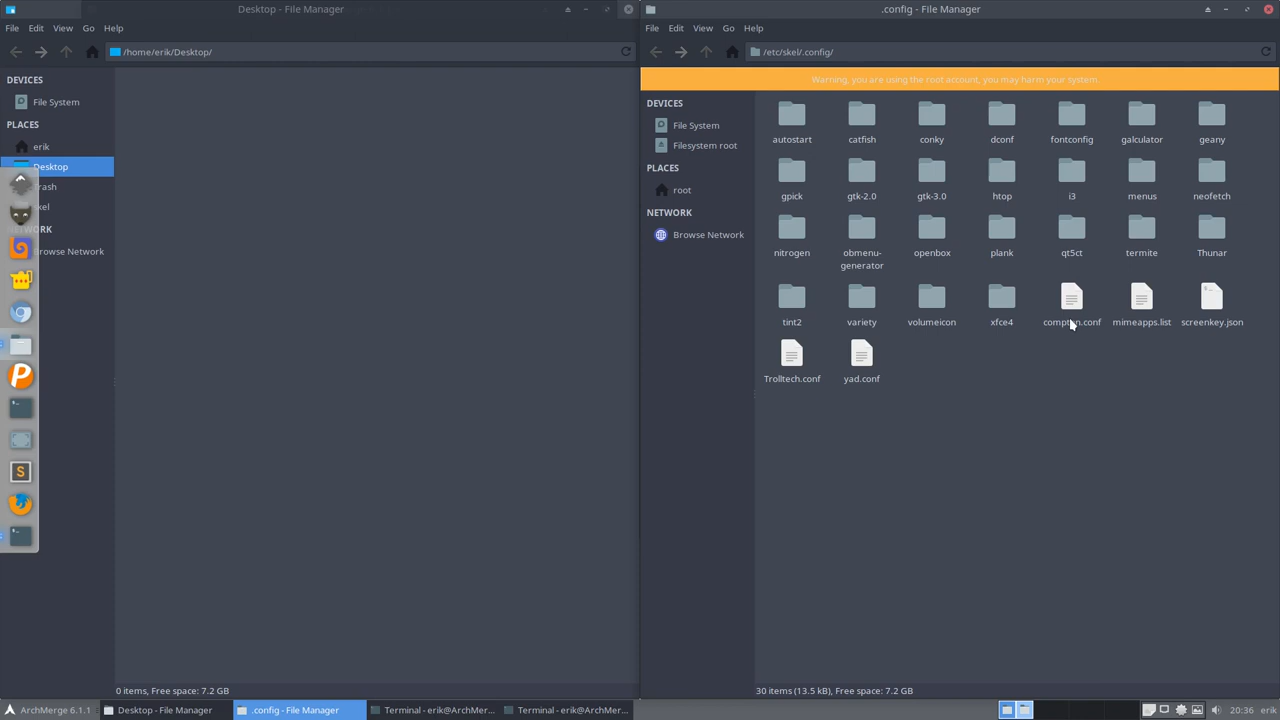 Desktop - File Manager
File Edit View Go Help
/home/erik/Desktop/
DEVICES
File System
PLACES
erik
Desktop
rash
kel
WORK
rowse Network
0 items, Free space: 7.2 GB
.config - File Manager
File Edit View Go Help
/etc/skel/.config/
Warning, you are using the root account, you may harm your system.
DEVICES
File System
Filesystem root
PLACES
root
NETWORK
Browse Network
autostart catfish conky dconf fontconfig galculator geany
gpick gtk-2.0 gtk-3.0 htop i3 menus neofetch
nitrogen obmenu-generator openbox plank qt5ct termite Thunar
tint2 variety volumeicon xfce4 compton.conf mimeapps.list screenkey.json
Trolltech.conf yad.conf
30 items (13.5 kB), Free space: 7.2 GB
ArchMerge 6.1.1 Desktop - File Manager .config - File Manager Terminal - erik@ArchMer... Terminal - erik@ArchMe... 20:36 erik